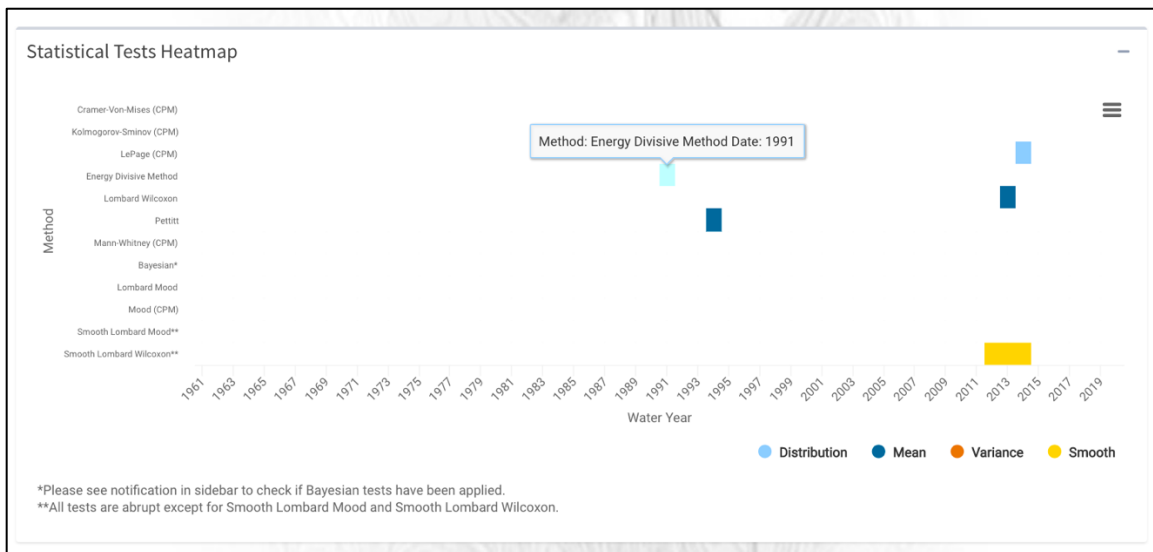 Statistical Tests Heatmap
Cramer-Von-Mises (CPM)
Kolmogorov-Sminov (CPM)
Method: Energy Divisive Method Date: 1991
LePage (CPM)
Energy Divisive Method
Lombard Wilcoxon
Pettitt
Mann-Whitney (CPM)
Bayesian*
Lombard Mood
Mood (CPM)
Smooth Lombard Mood**
Smooth Lombard Wilcoxon**
Method
1961 1963 1965 1967 1969 1971 1973 1975 1977 1979 1981 1983 1985 1987 1989 1991 1993 1995 1997 1999 2001 2003 2005 2007 2009 2011 2013 2015 2017 2019
Water Year
Distribution Mean Variance Smooth
*Please see notification in sidebar to check if Bayesian tests have been applied.
**All tests are abrupt except for Smooth Lombard Mood and Smooth Lombard Wilcoxon.